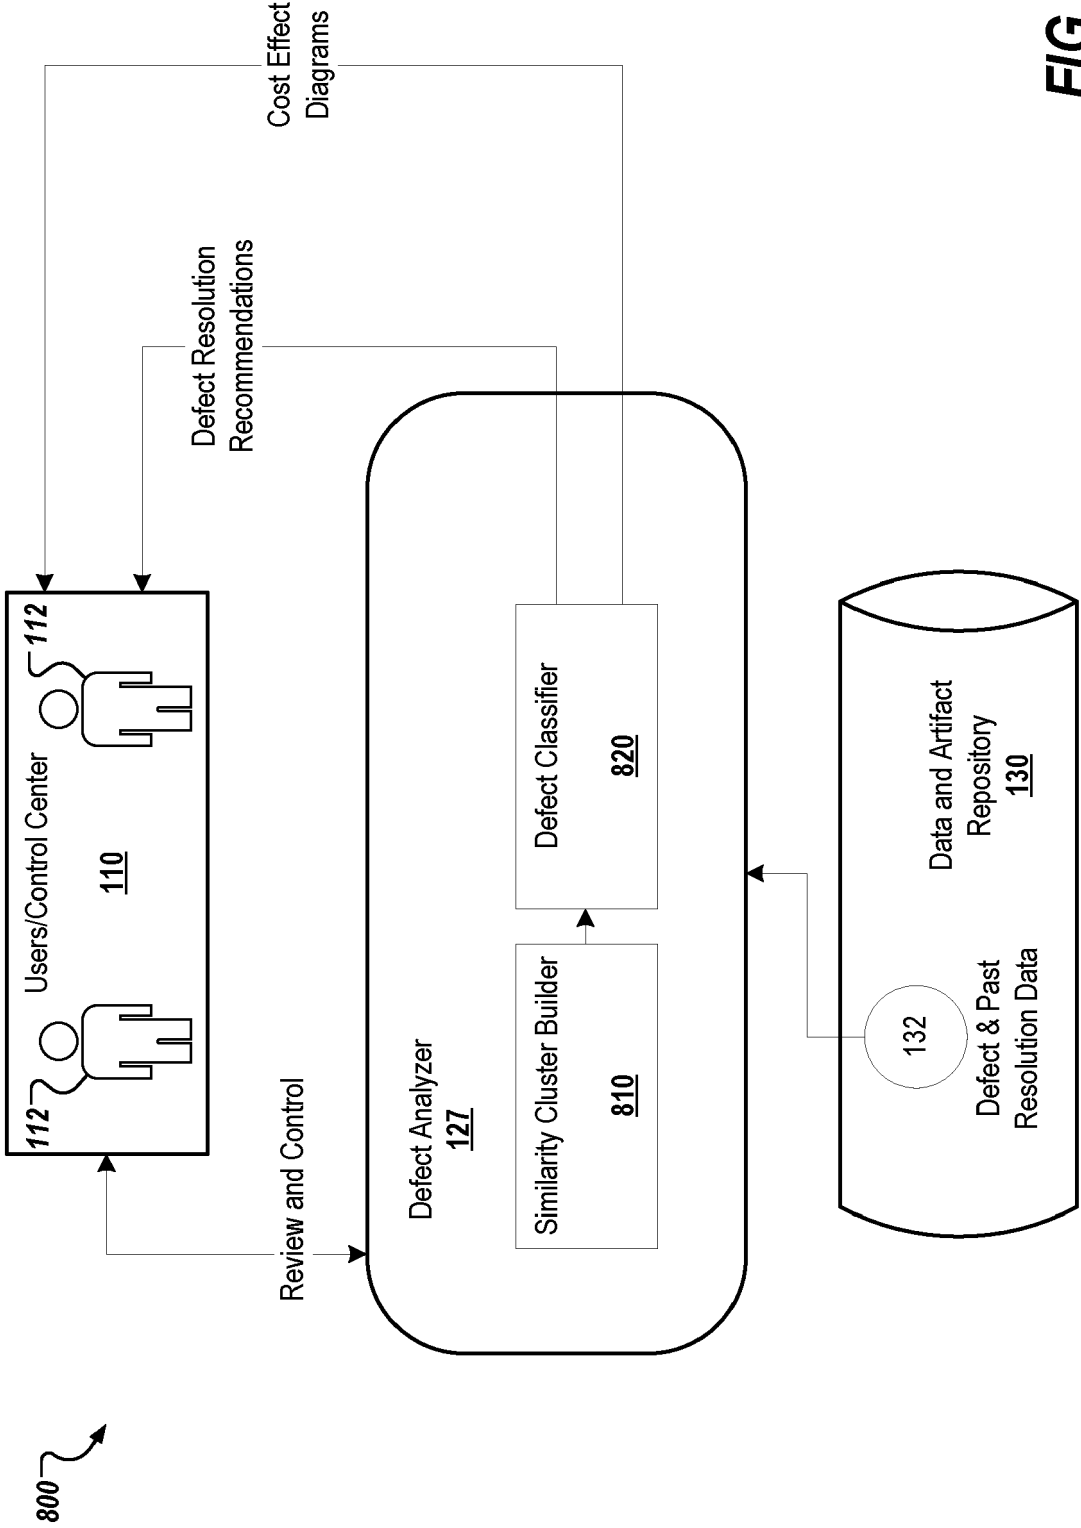 800
112
Users/Control Center
112
110
Review and Control
Defect Resolution
Recommendations
Cost Effect
Diagrams
Defect Analyzer
127
Similarity Cluster Builder
810
Defect Classifier
820
132
Defect & Past
Resolution Data
Data and Artifact
Repository
130
FIG